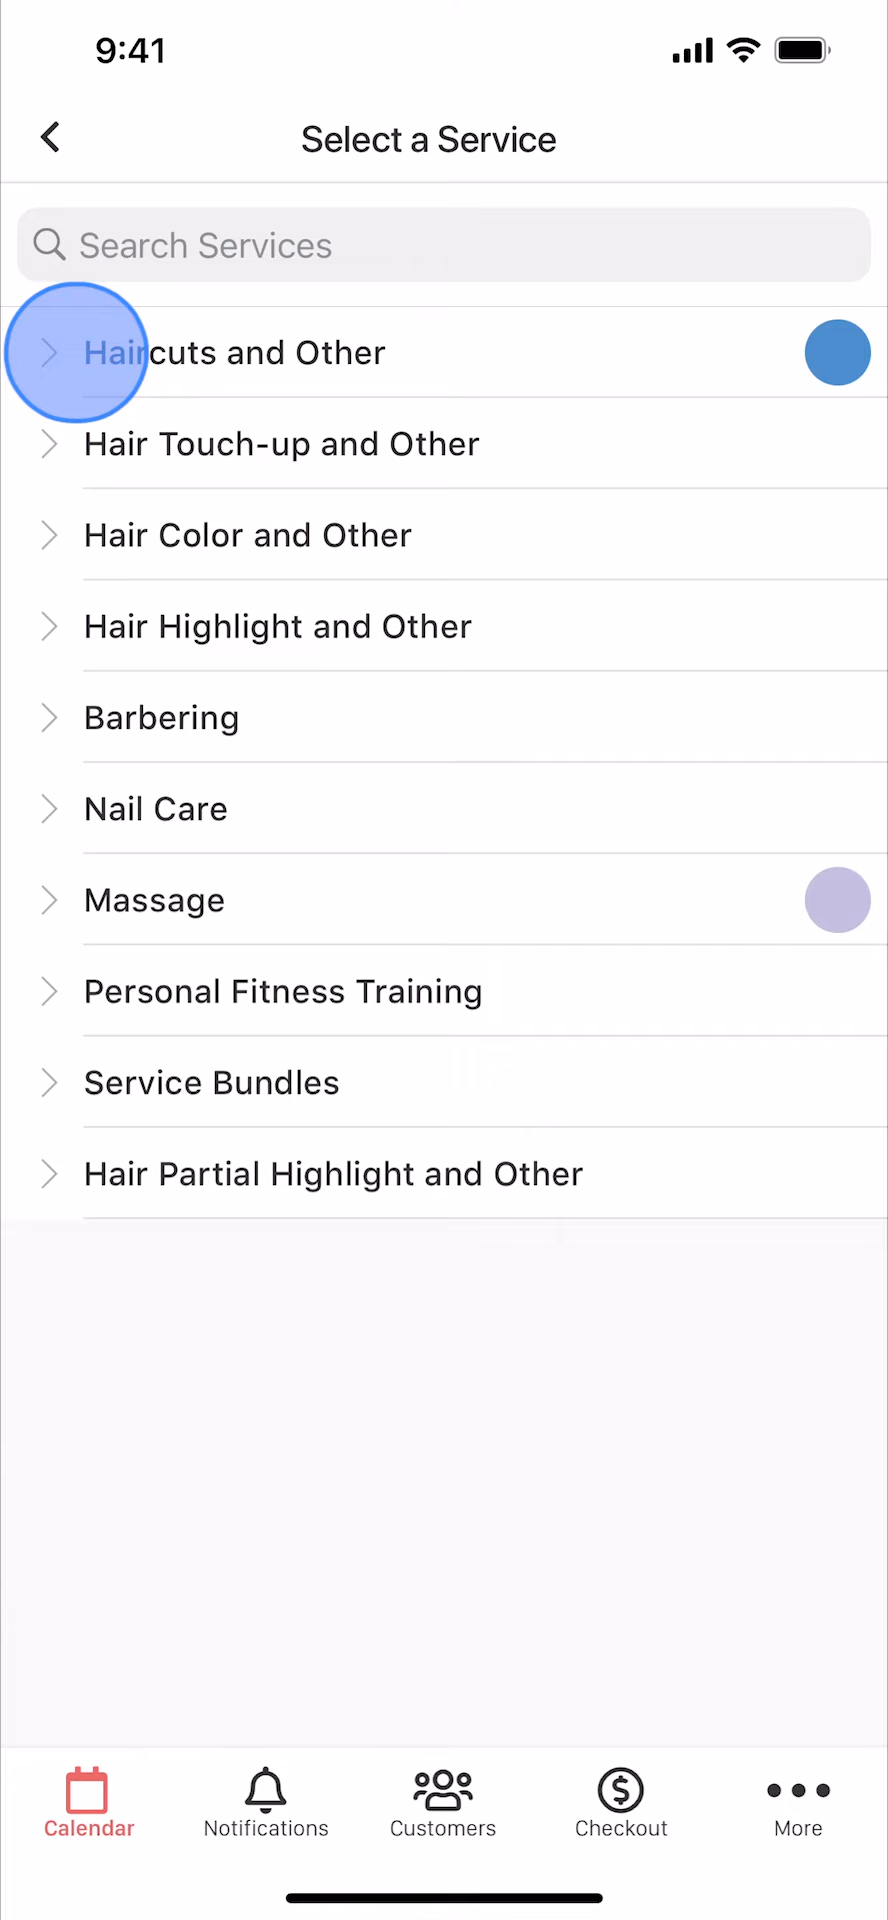 9:41
Select a Service
Search Services
Haircuts and Other
Hair Touch-up and Other
Hair Color and Other
Hair Highlight and Other
Barbering
Nail Care
Massage
Personal Fitness Training
Service Bundles
Hair Partial Highlight and Other
Calendar
Notifications
Customers
Checkout
More